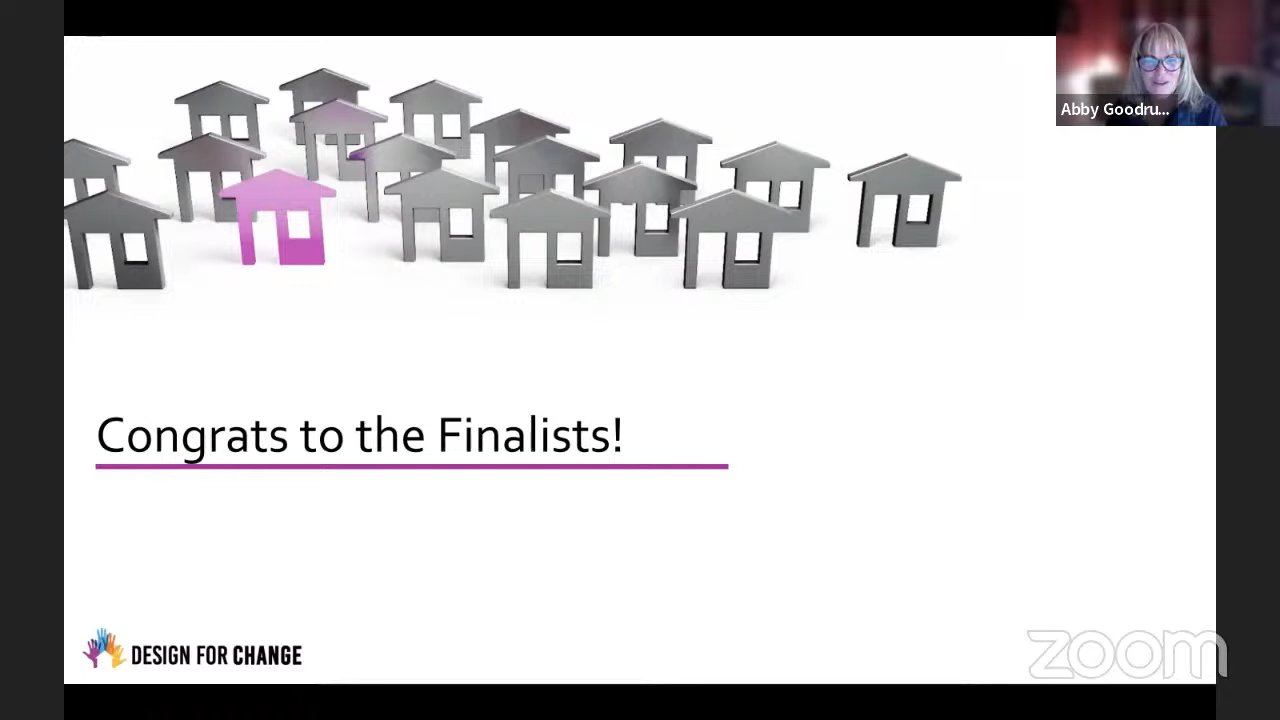 Abby Goodru...
Congrats to the Finalists!
DESIGN FOR CHANGE
zoom